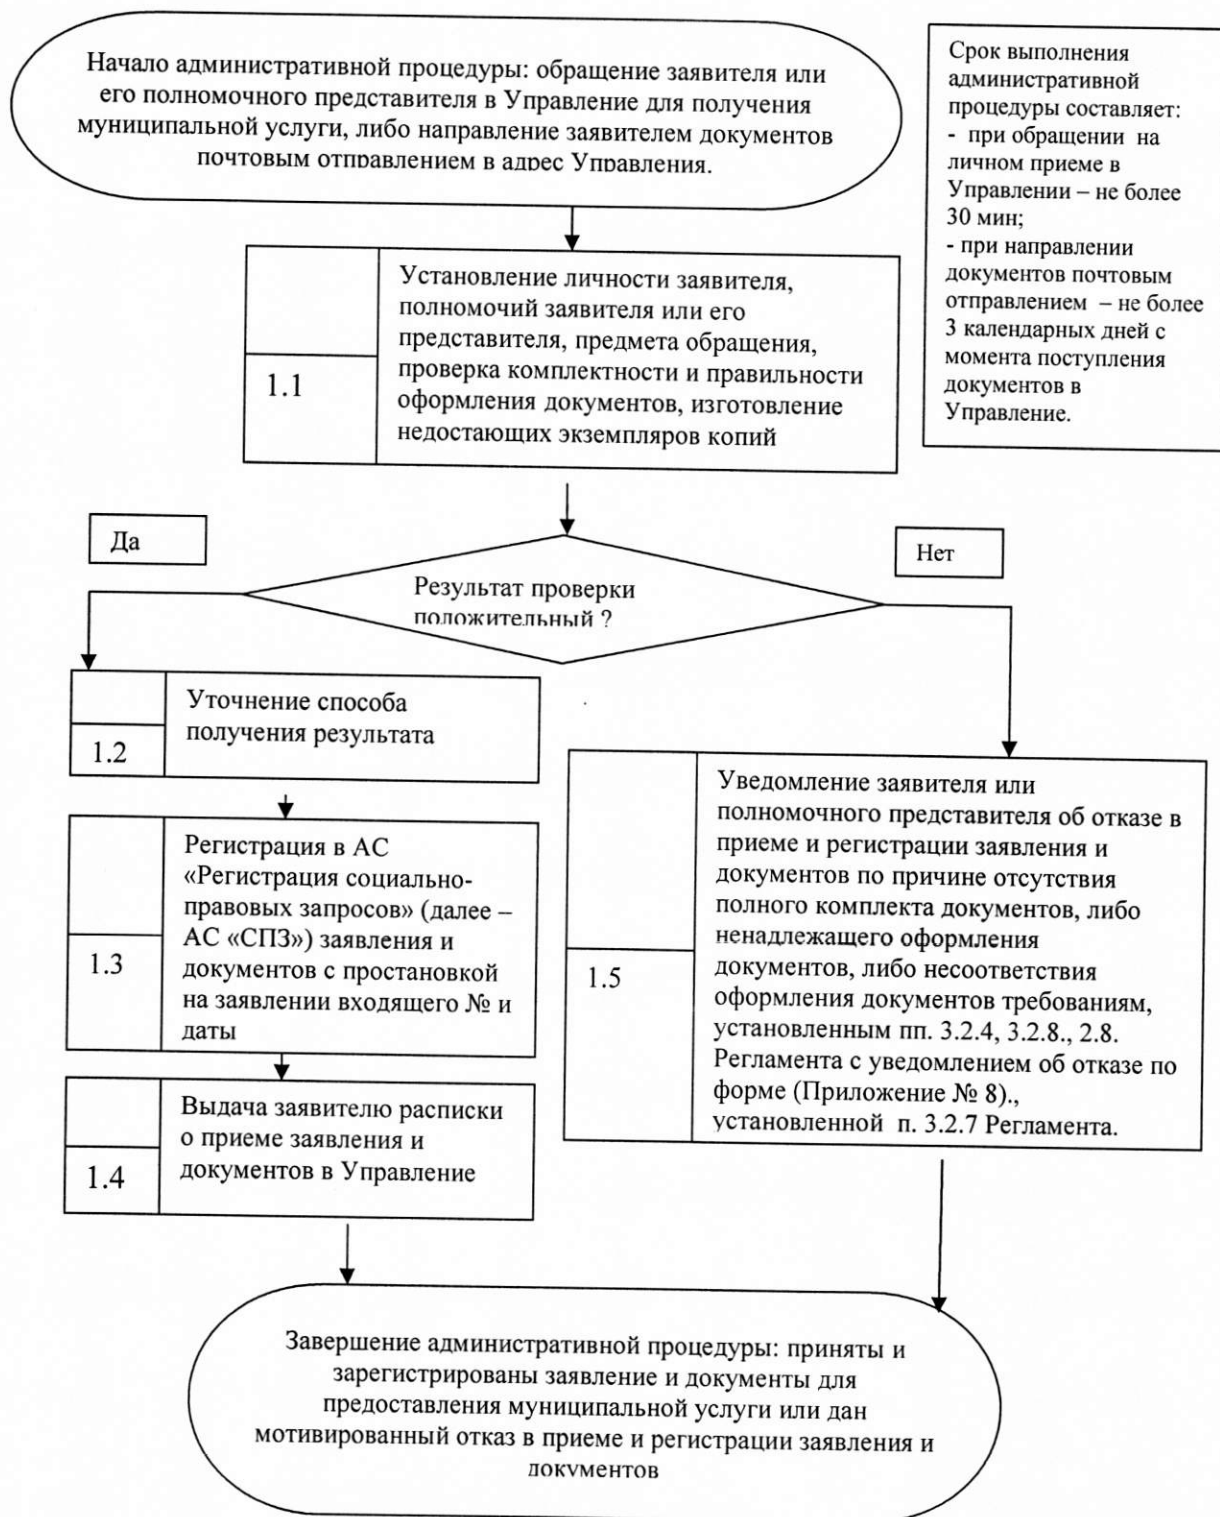 Начало административной процедуры: обращение заявителя или
его полномочного представителя в Управление для получения
муниципальной услуги, либо направление заявителем документов
почтовым отправлением в адрес Управления.
Срок выполнения
административной
процедуры составляет:
- при обращении на
личном приеме в
Управлении – не более
30 мин;
- при направлении
документов почтовым
отправлением – не более
3 календарных дней с
момента поступления
документов в
Управление.
1.1
Установление личности заявителя,
полномочий заявителя или его
представителя, предмета обращения,
проверка комплектности и правильности
оформления документов, изготовление
недостающих экземпляров копий
Да
Нет
Результат проверки
положительный ?
1.2
Уточнение способа
получения результата
1.3
Регистрация в АС
«Регистрация социально-
правовых запросов» (далее –
АС «СПЗ») заявления и
документов с простановкой
на заявлении входящего № и
даты
1.4
Выдача заявителю расписки
о приеме заявления и
документов в Управление
1.5
Уведомление заявителя или
полномочного представителя об отказе в
приеме и регистрации заявления и
документов по причине отсутствия
полного комплекта документов, либо
ненадлежащего оформления
документов, либо несоответствия
оформления документов требованиям,
установленным пп. 3.2.4, 3.2.8., 2.8.
Регламента с уведомлением об отказе по
форме (Приложение № 8).,
установленной п. 3.2.7 Регламента.
Завершение административной процедуры: приняты и
зарегистрированы заявление и документы для
предоставления муниципальной услуги или дан
мотивированный отказ в приеме и регистрации заявления и
документов